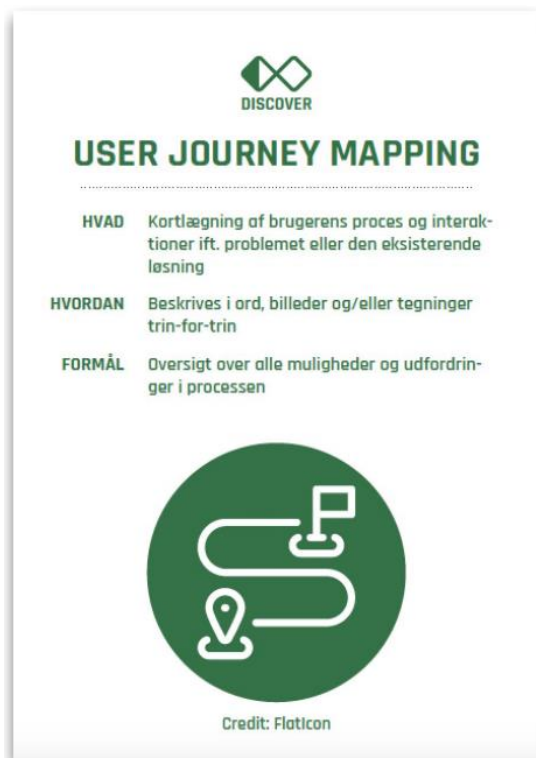 DISCOVER
USER JOURNEY MAPPING
HVAD Kortlægning af brugerens proces og interak-
tioner ift. problemet eller den eksisterende
løsning
HVORDAN Beskrives i ord, billeder og/eller tegninger
trin-for-trin
FORMÅL Oversigt over alle muligheder og udfordrin-
ger i processen
Credit: FlatIcon